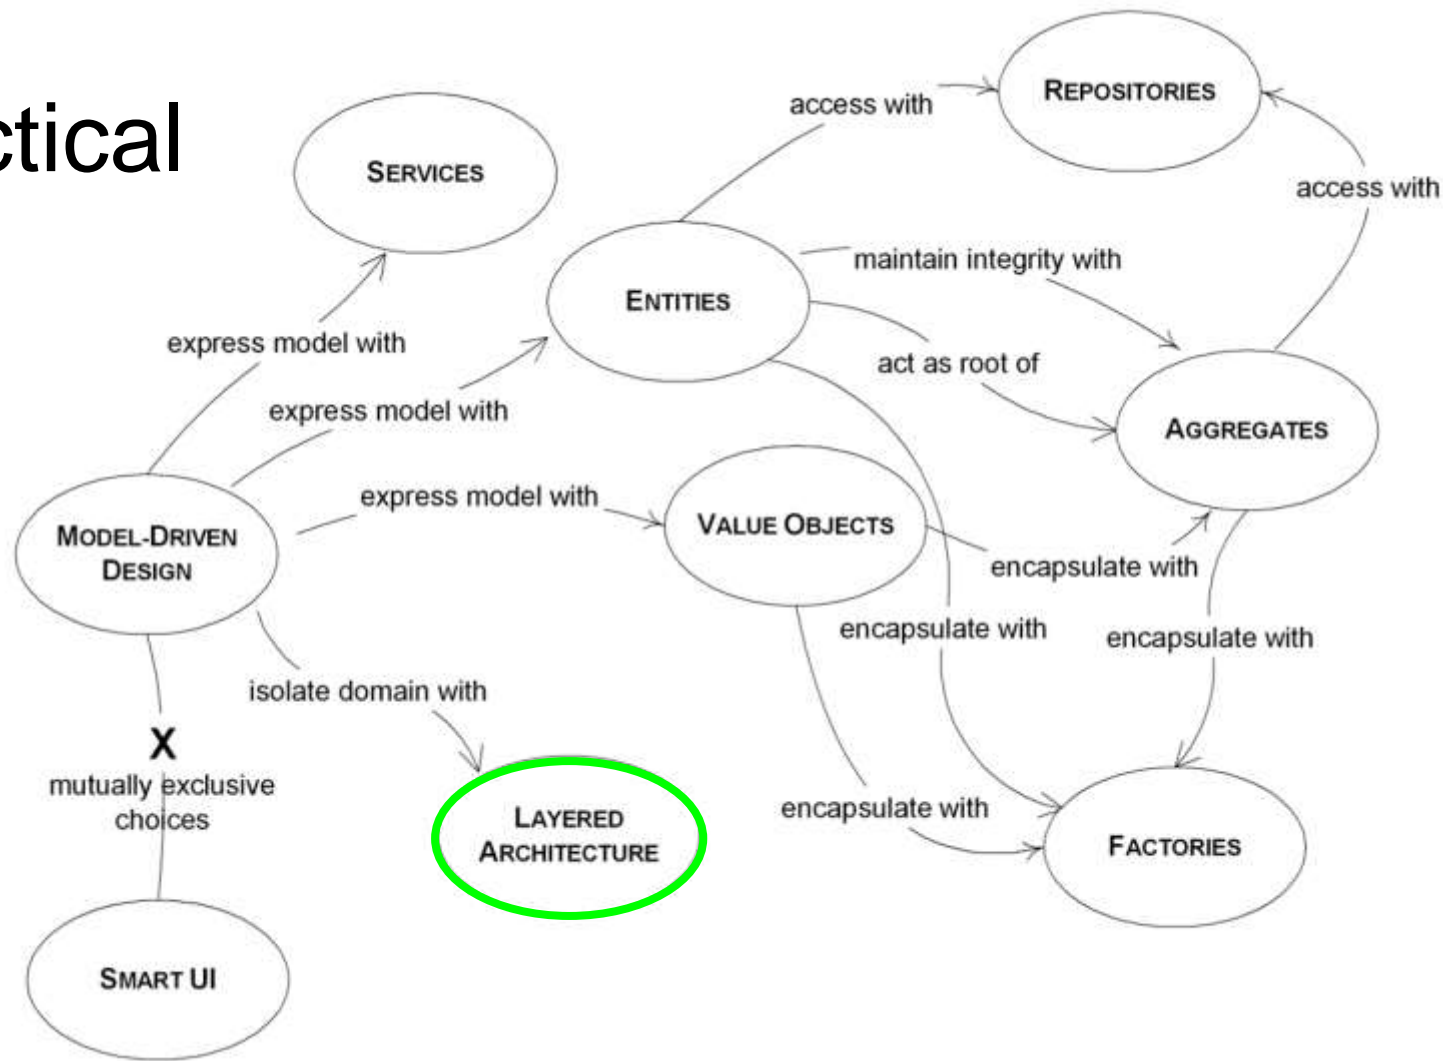 ctical
REPOSITORIES
access with
SERVICES
access with
maintain integrity with
ENTITIES
express model with
act as root of
express model with
AGGREGATES
express model with
VALUE OBJECTS
MODEL-DRIVEN
DESIGN
encapsulate with
encapsulate with
encapsulate with
isolate domain with
X
mutually exclusive
choices
encapsulate with
LAYERED
ARCHITECTURE
FACTORIES
SMART UI